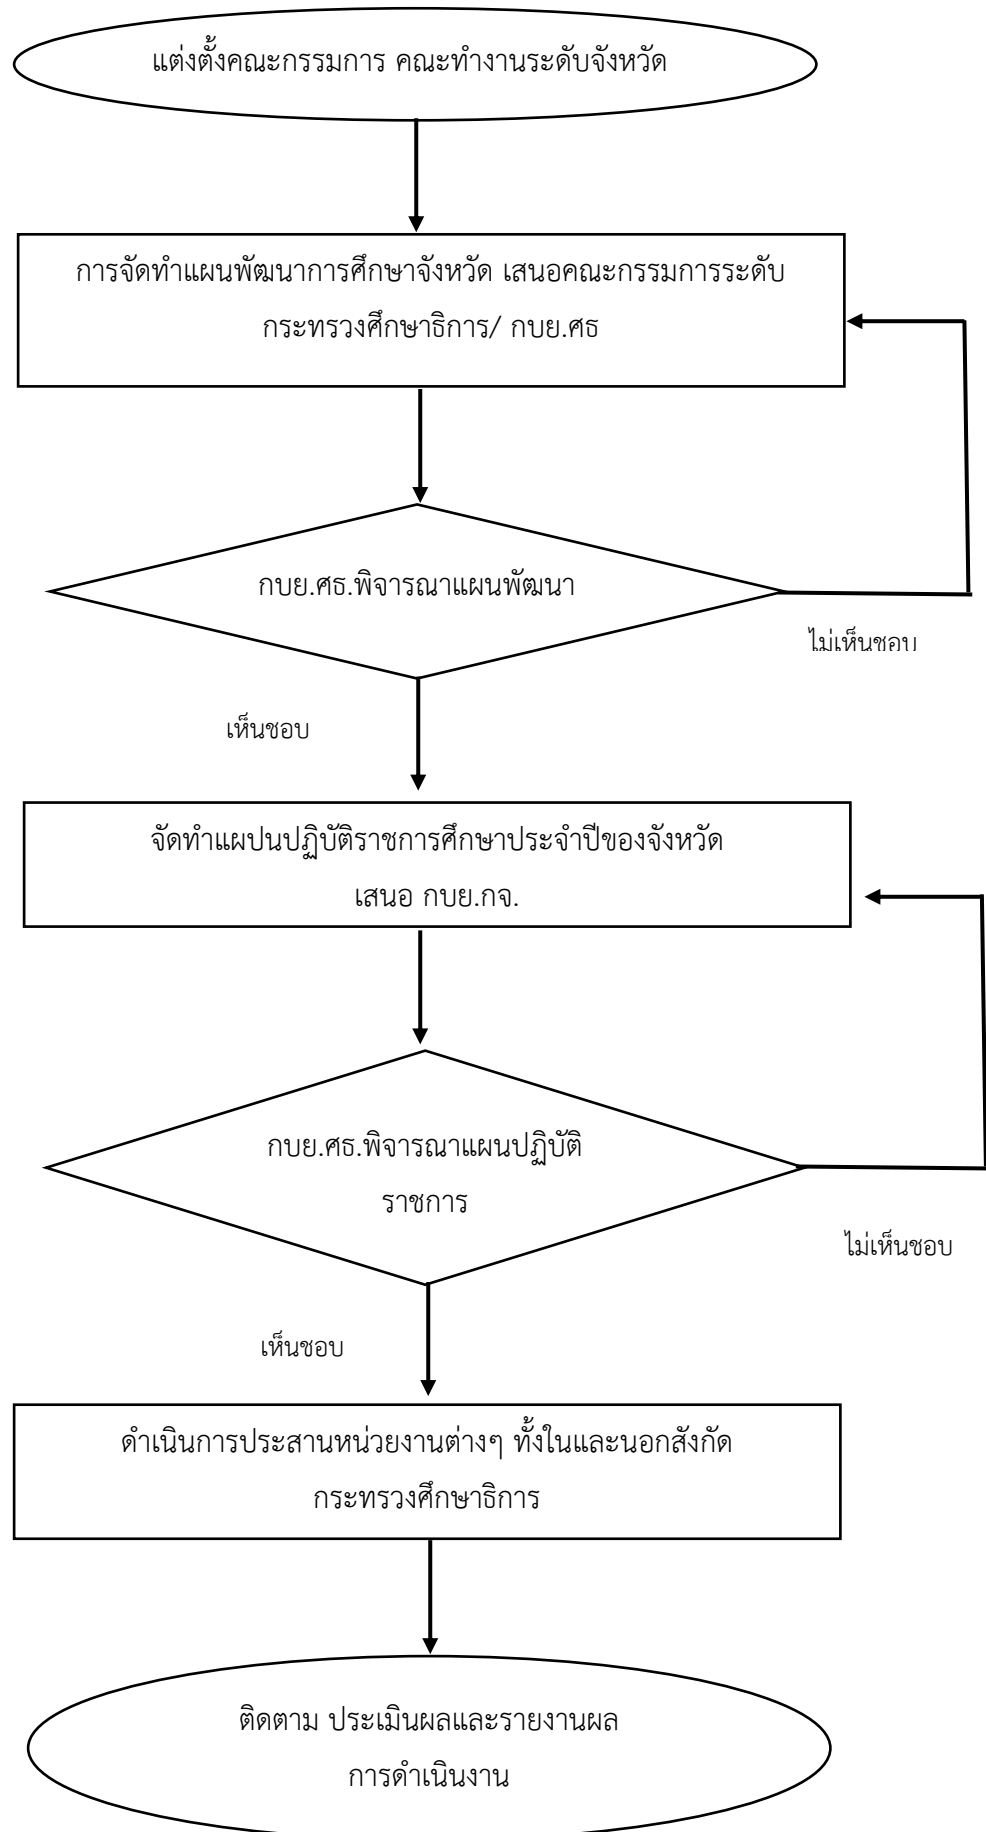 แต่งตั้งคณะกรรมการ คณะทำงานระดับจังหวัด
การจัดทำแผนพัฒนาการศึกษาจังหวัด เสนอคณะกรรมการระดับ
กระทรวงศึกษาธิการ/ กบย.ศธ
กบย.ศธ.พิจารณาแผนพัฒนา
ไม่เห็นชอบ
เห็นชอบ
จัดทำแผปนปฏิบัติราชการศึกษาประจำปีของจังหวัด
เสนอ กบย.กจ.
กบย.ศธ.พิจารณาแผนปฏิบัติ
ราชการ
ไม่เห็นชอบ
เห็นชอบ
ดำเนินการประสานหน่วยงานต่างๆ ทั้งในและนอกสังกัด
กระทรวงศึกษาธิการ
ติดตาม ประเมินผลและรายงานผล
การดำเนินงาน